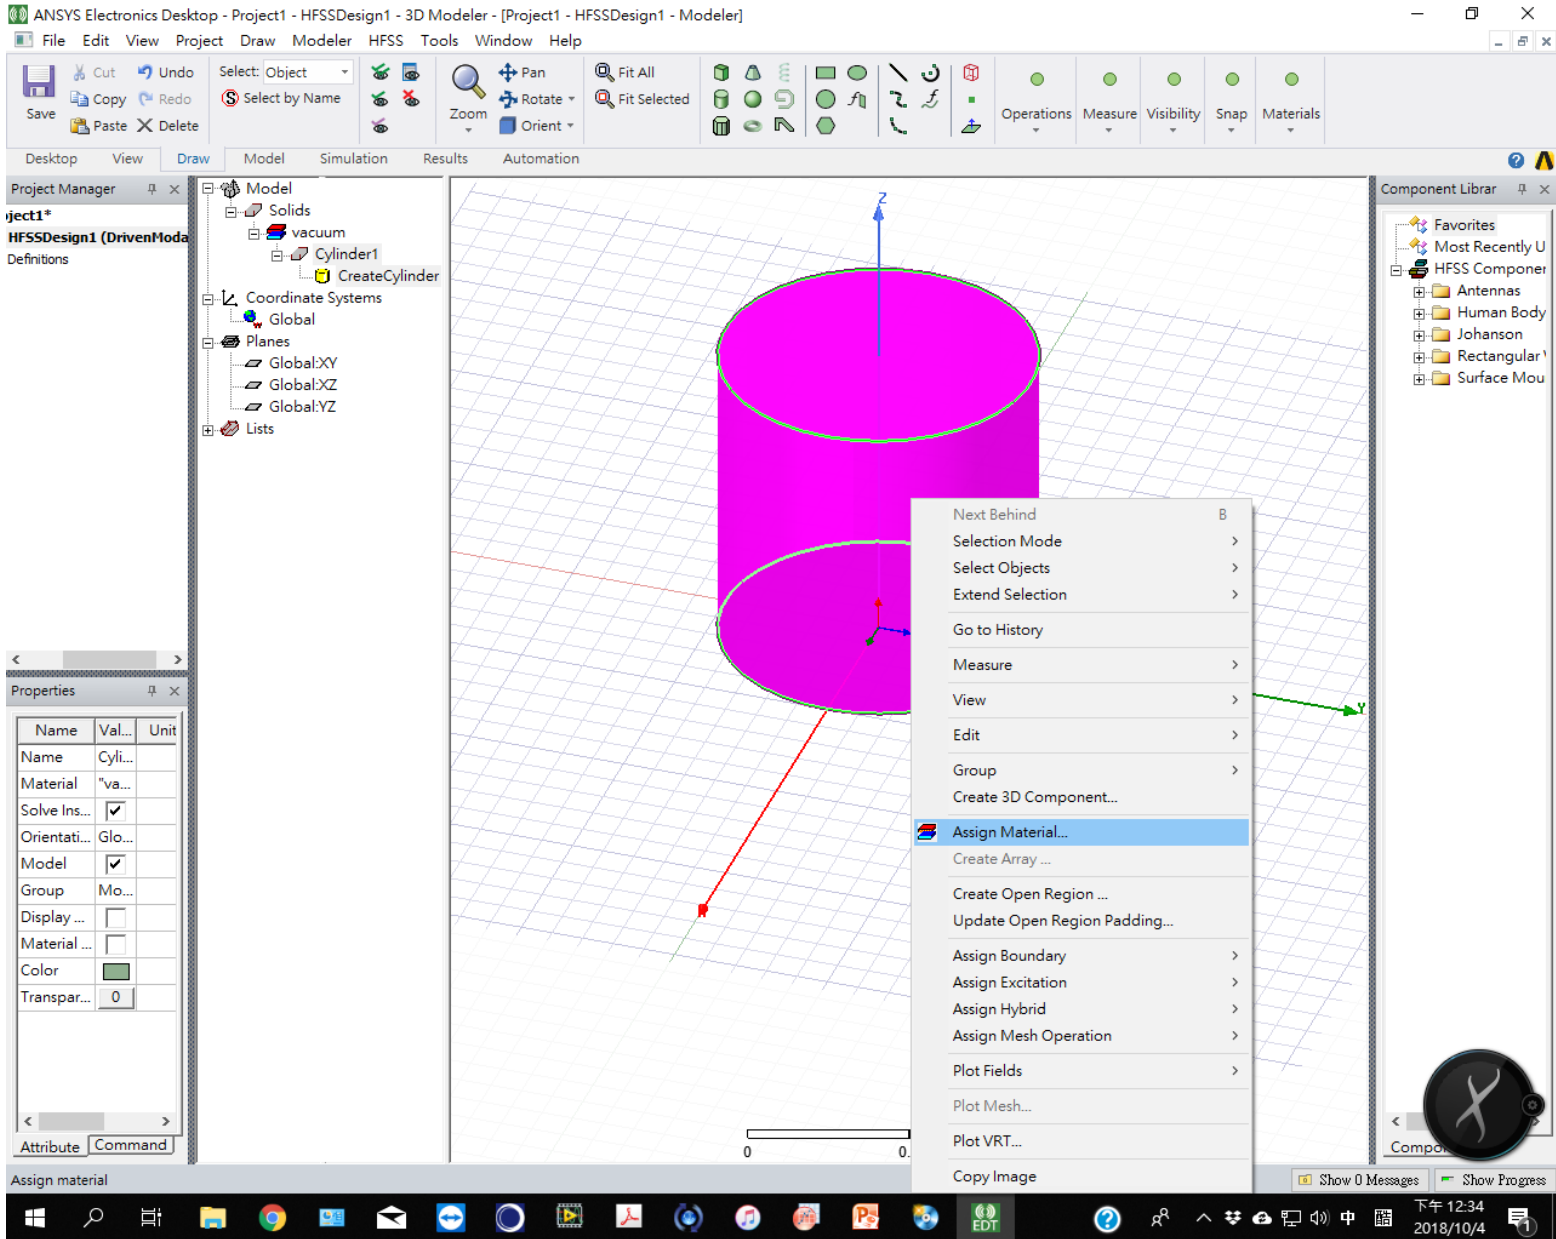 ANSYS Electronics Desktop - Project1 - HFSSDesign1 - 3D Modeler - [Project1 - HFSSDesign1 - Modeler]
File Edit View Project Draw Modeler HFSS Tools Window Help
Save
Cut
Copy
Paste
Undo
Redo
Delete
Select: Object
Select by Name
Zoom
Pan
Rotate
Orient
Fit All
Fit Selected
Operations
Measure
Visibility
Snap
Materials
Desktop View Draw Model Simulation Results Automation
Project Manager
ject1*
HFSSDesign1 (DrivenModa
Definitions
Model
Solids
vacuum
Cylinder1
CreateCylinder
Coordinate Systems
Global
Planes
Global:XY
Global:XZ
Global:YZ
Lists
Z
Y
Next Behind B
Selection Mode
Select Objects
Extend Selection
Go to History
Measure
View
Edit
Group
Create 3D Component...
Assign Material...
Create Array ...
Create Open Region ...
Update Open Region Padding...
Assign Boundary
Assign Excitation
Assign Hybrid
Assign Mesh Operation
Plot Fields
Plot Mesh...
Plot VRT...
Copy Image
0
0.
Component Librar
Favorites
Most Recently U
HFSS Componer
Antennas
Human Body
Johanson
Rectangular
Surface Mou
Compo
Properties
Name Val... Unit
Name Cyli...
Material "va...
Solve Ins...
Orientati... Glo...
Model
Group Mo...
Display ...
Material ...
Color
Transpar... 0
Attribute Command
Assign material
Show 0 Messages Show Progress
EDT
中
下午 12:34
2018/10/4
1